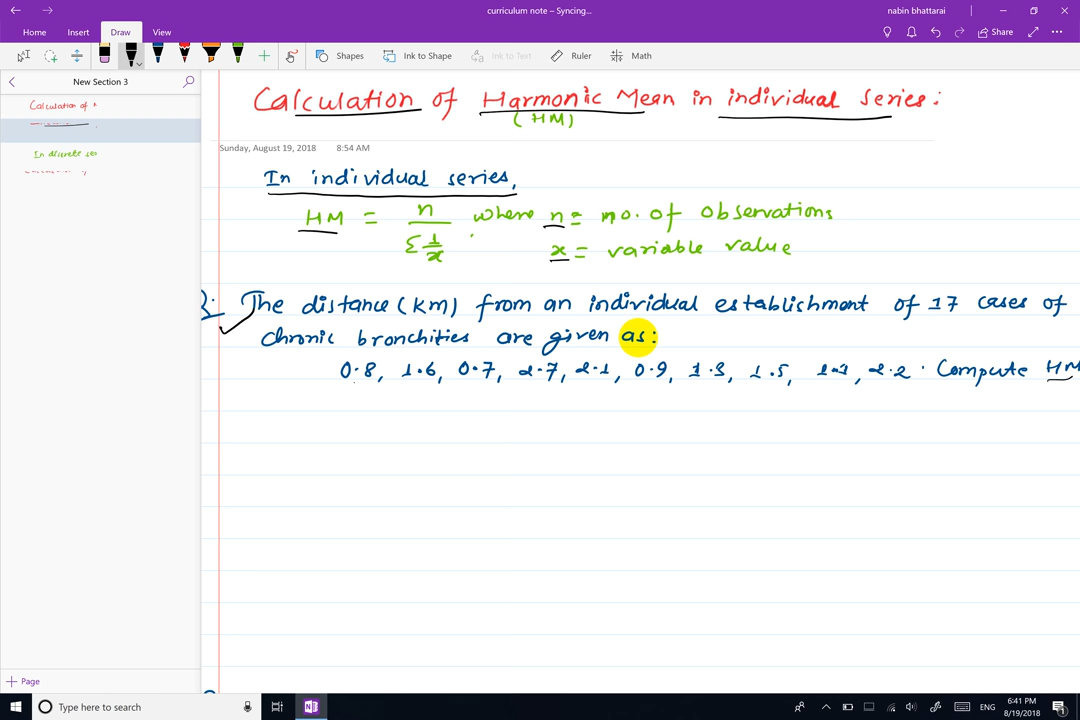 curriculum note – Syncing...
nabin bhattarai
Home Insert Draw View
Share
Shapes Ink to Shape Ink to Text Ruler Math
New Section 3
Calculation of
In discrete se
Calculation of Harmonic Mean in individual series:
(HM)
Sunday, August 19, 2018 8:54 AM
In individual series,
HM = n / Σ 1/x where n = no. of observations
x = variable value
The distance (KM) from an individual establishment of 17 cases of
chronic bronchities are given as:
0.8, 1.6, 0.7, 2.7, 2.1, 0.9, 1.3, 1.5, 2.2. Compute HM
Page
Type here to search
ENG
6:41 PM
8/19/2018
1